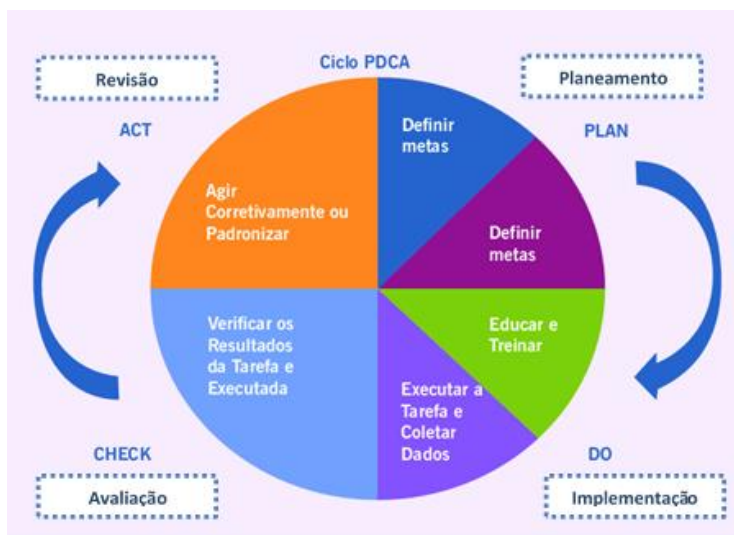 Ciclo PDCA
Revisão
Planeamento
ACT
PLAN
Definir
metas
Agir
Corretivamente ou
Padronizar
Definir
metas
Verificar os
Resultados
da Tarefa e
Executada
Educar e
Treinar
Executar a
Tarefa e
Coletar
Dados
CHECK
DO
Avaliação
Implementação